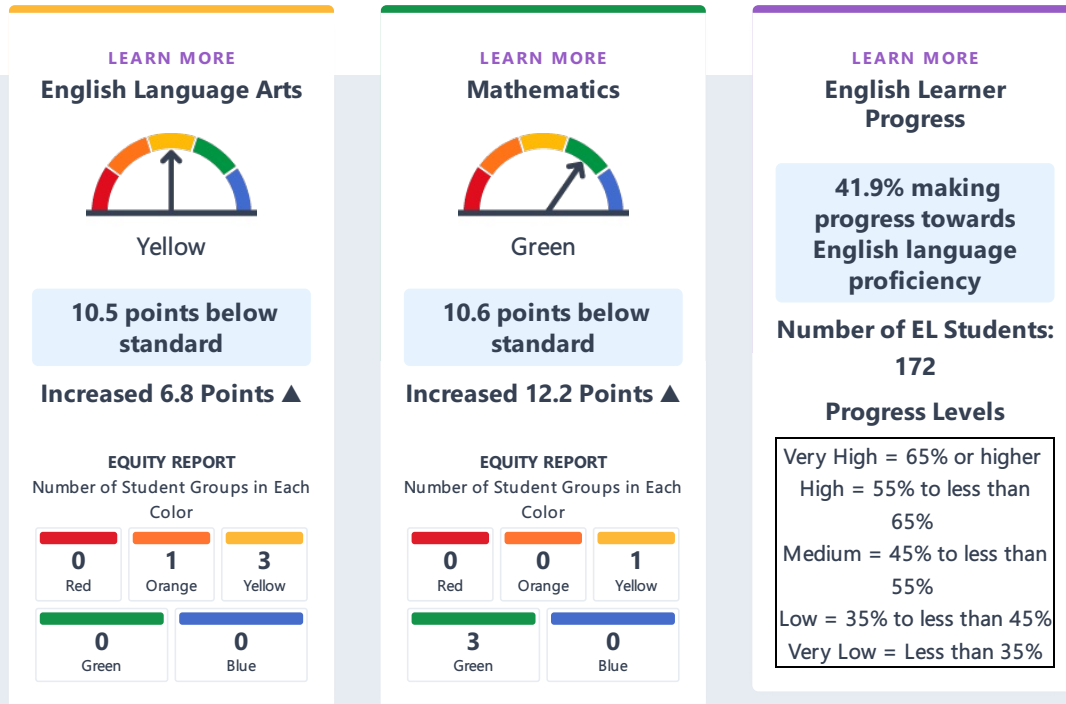 LEARN MORE
English Language Arts
Yellow
10.5 points below
standard
Increased 6.8 Points ▲
EQUITY REPORT
Number of Student Groups in Each
Color
0
Red
1
Orange
3
Yellow
0
Green
0
Blue
LEARN MORE
Mathematics
Green
10.6 points below
standard
Increased 12.2 Points ▲
EQUITY REPORT
Number of Student Groups in Each
Color
0
Red
0
Orange
1
Yellow
3
Green
0
Blue
LEARN MORE
English Learner
Progress
41.9% making
progress towards
English language
proficiency
Number of EL Students:
172
Progress Levels
Very High = 65% or higher
High = 55% to less than
65%
Medium = 45% to less than
55%
Low = 35% to less than 45%
Very Low = Less than 35%